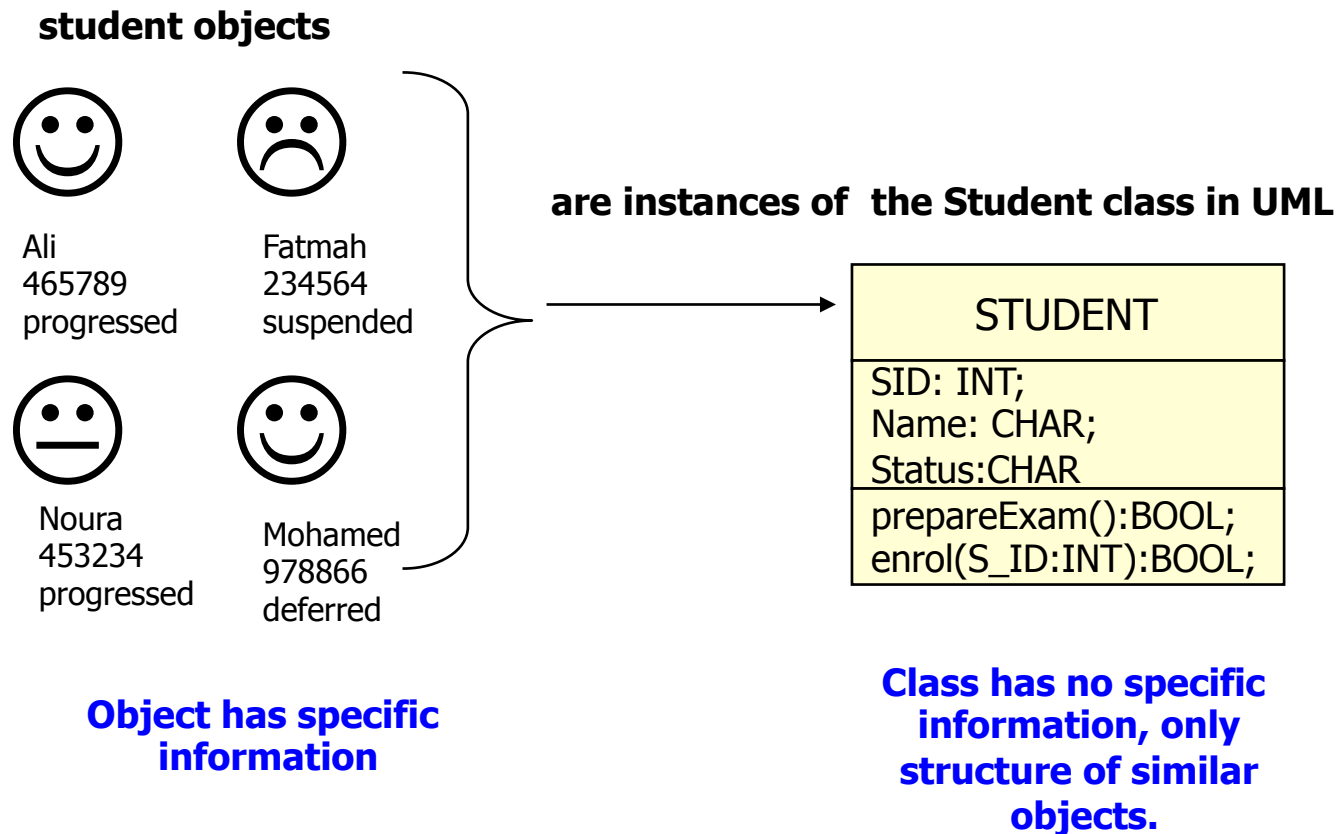 student objects
Ali
465789
progressed
Fatmah
234564
suspended
Noura
453234
progressed
Mohamed
978866
deferred
Object has specific
information
are instances of  the Student class in UML
STUDENT
SID: INT;
Name: CHAR;
Status:CHAR
prepareExam():BOOL;
enrol(S_ID:INT):BOOL;
Class has no specific
information, only
structure of similar
objects.